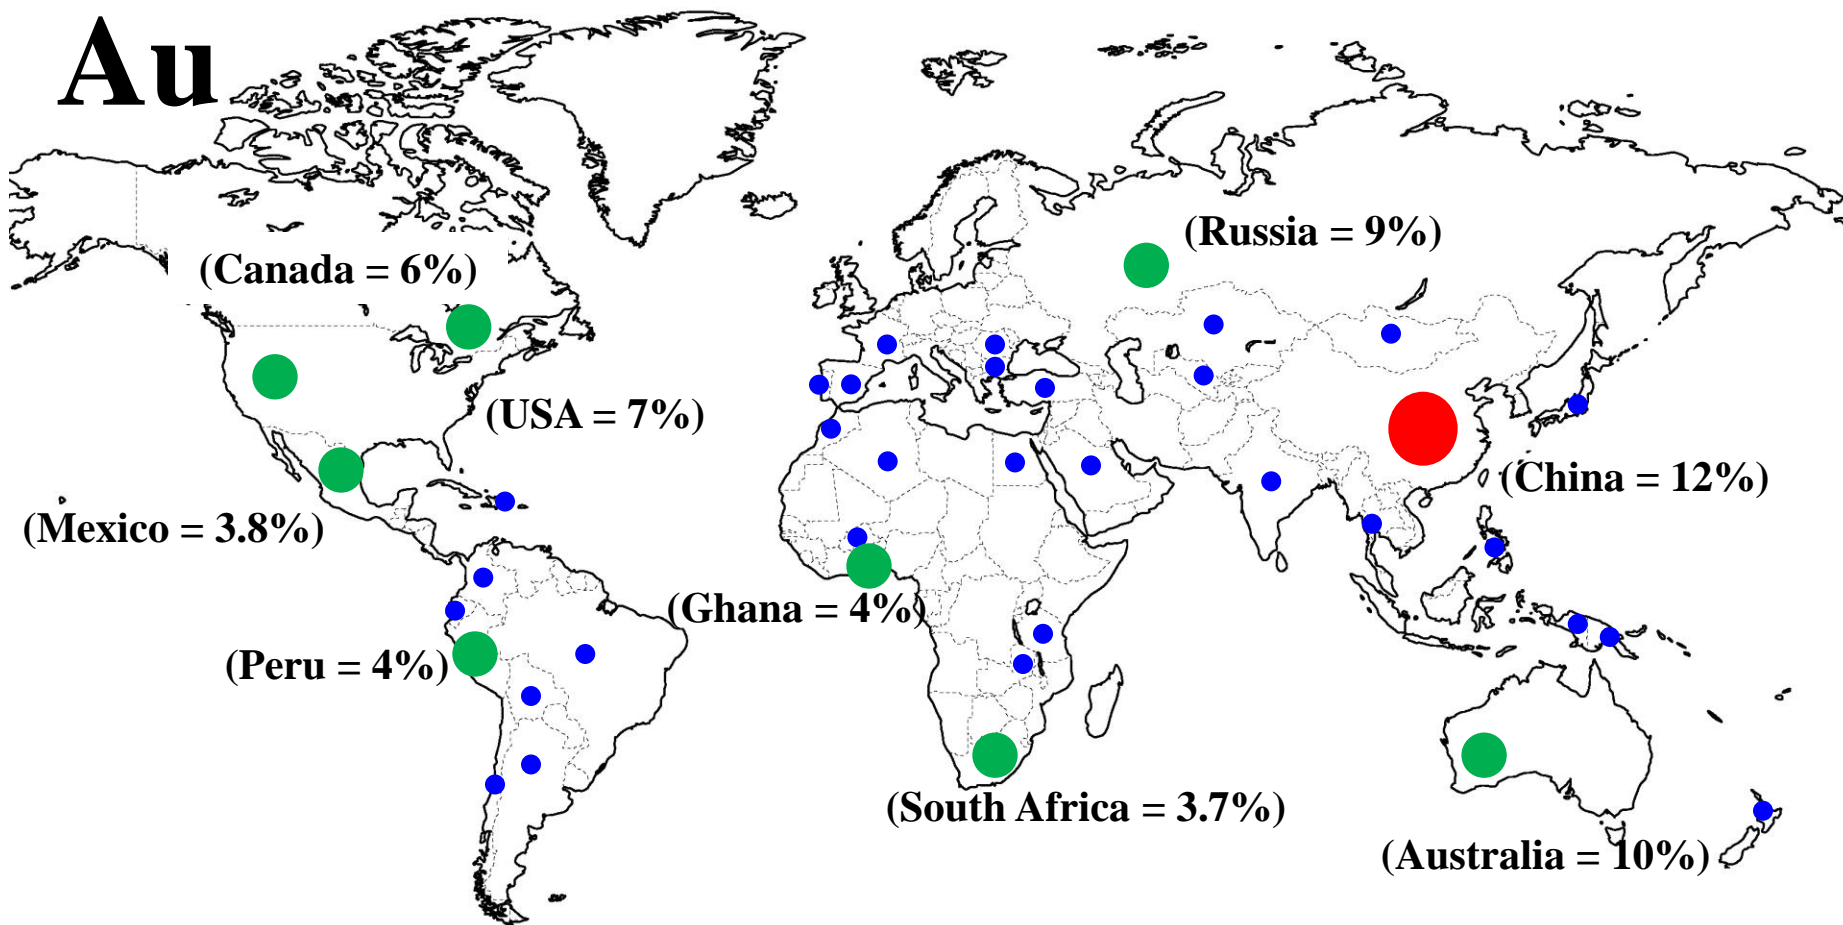 Au
(Russia = 9%)
(Canada = 6%)
(USA = 7%)
(China = 12%)
(Mexico = 3.8%)
(Ghana = 4%)
(Peru = 4%)
(South Africa = 3.7%)
(Australia = 10%)